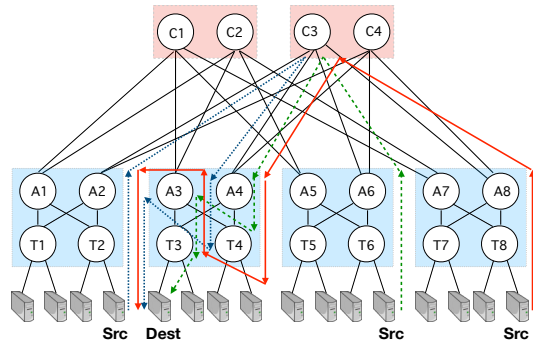 C1 C2 C3 C4
A1 A2 A3 A4 A5 A6 A7 A8
T1 T2 T3 T4 T5 T6 T7 T8
Src Dest Src Src